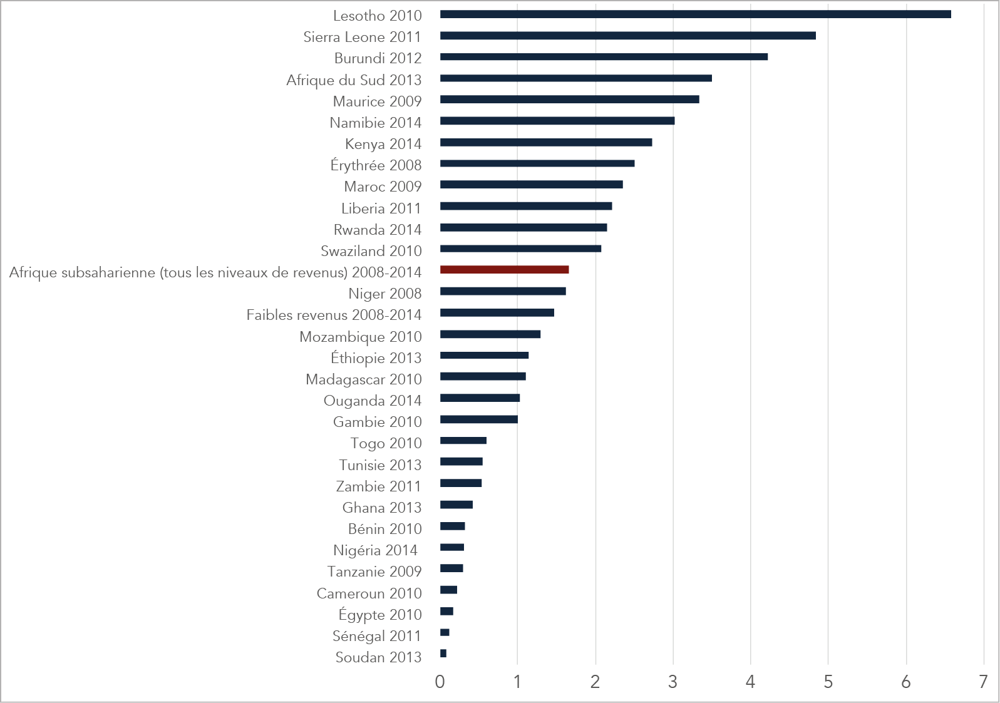 Lesotho 2010
Sierra Leone 2011
Burundi 2012
Afrique du Sud 2013
Maurice 2009
Namibie 2014
Kenya 2014
Érythrée 2008
Maroc 2009
Liberia 2011
Rwanda 2014
Swaziland 2010
Afrique subsaharienne (tous les niveaux de revenus) 2008-2014
Niger 2008
Faibles revenus 2008-2014
Mozambique 2010
Éthiopie 2013
Madagascar 2010
Ouganda 2014
Gambie 2010
Togo 2010
Tunisie 2013
Zambie 2011
Ghana 2013
Bénin 2010
Nigéria 2014
Tanzanie 2009
Cameroun 2010
Égypte 2010
Sénégal 2011
Soudan 2013
0 1 2 3 4 5 6 7